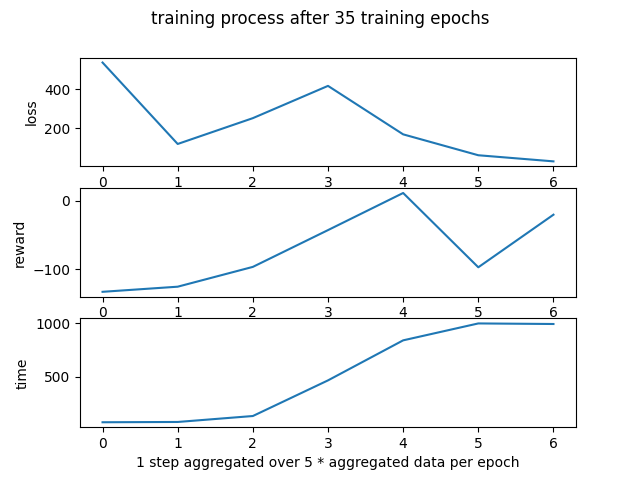 training process after 35 training epochs
400
200
loss
0 1 2 3 4 5 6
0
−100
reward
0 1 2 3 4 5 6
1000
500
time
0 1 2 3 4 5 6
1 step aggregated over 5 * aggregated data per epoch